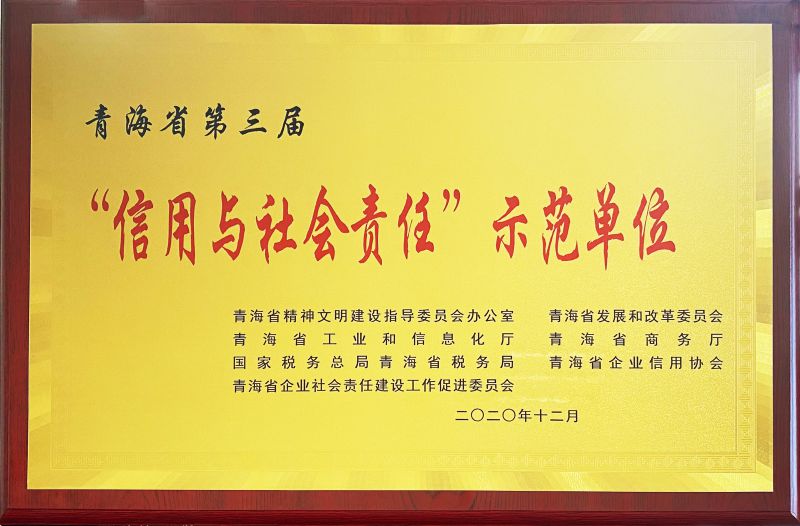 青海省第三届
“信用与社会责任”示范单位
青海省精神文明建设指导委员会办公室 青海省发展和改革委员会
青海省工业和信息化厅 青海省商务厅
国家税务总局青海省税务局 青海省企业信用协会
青海省企业社会责任建设工作促进委员会
二〇二〇年十二月